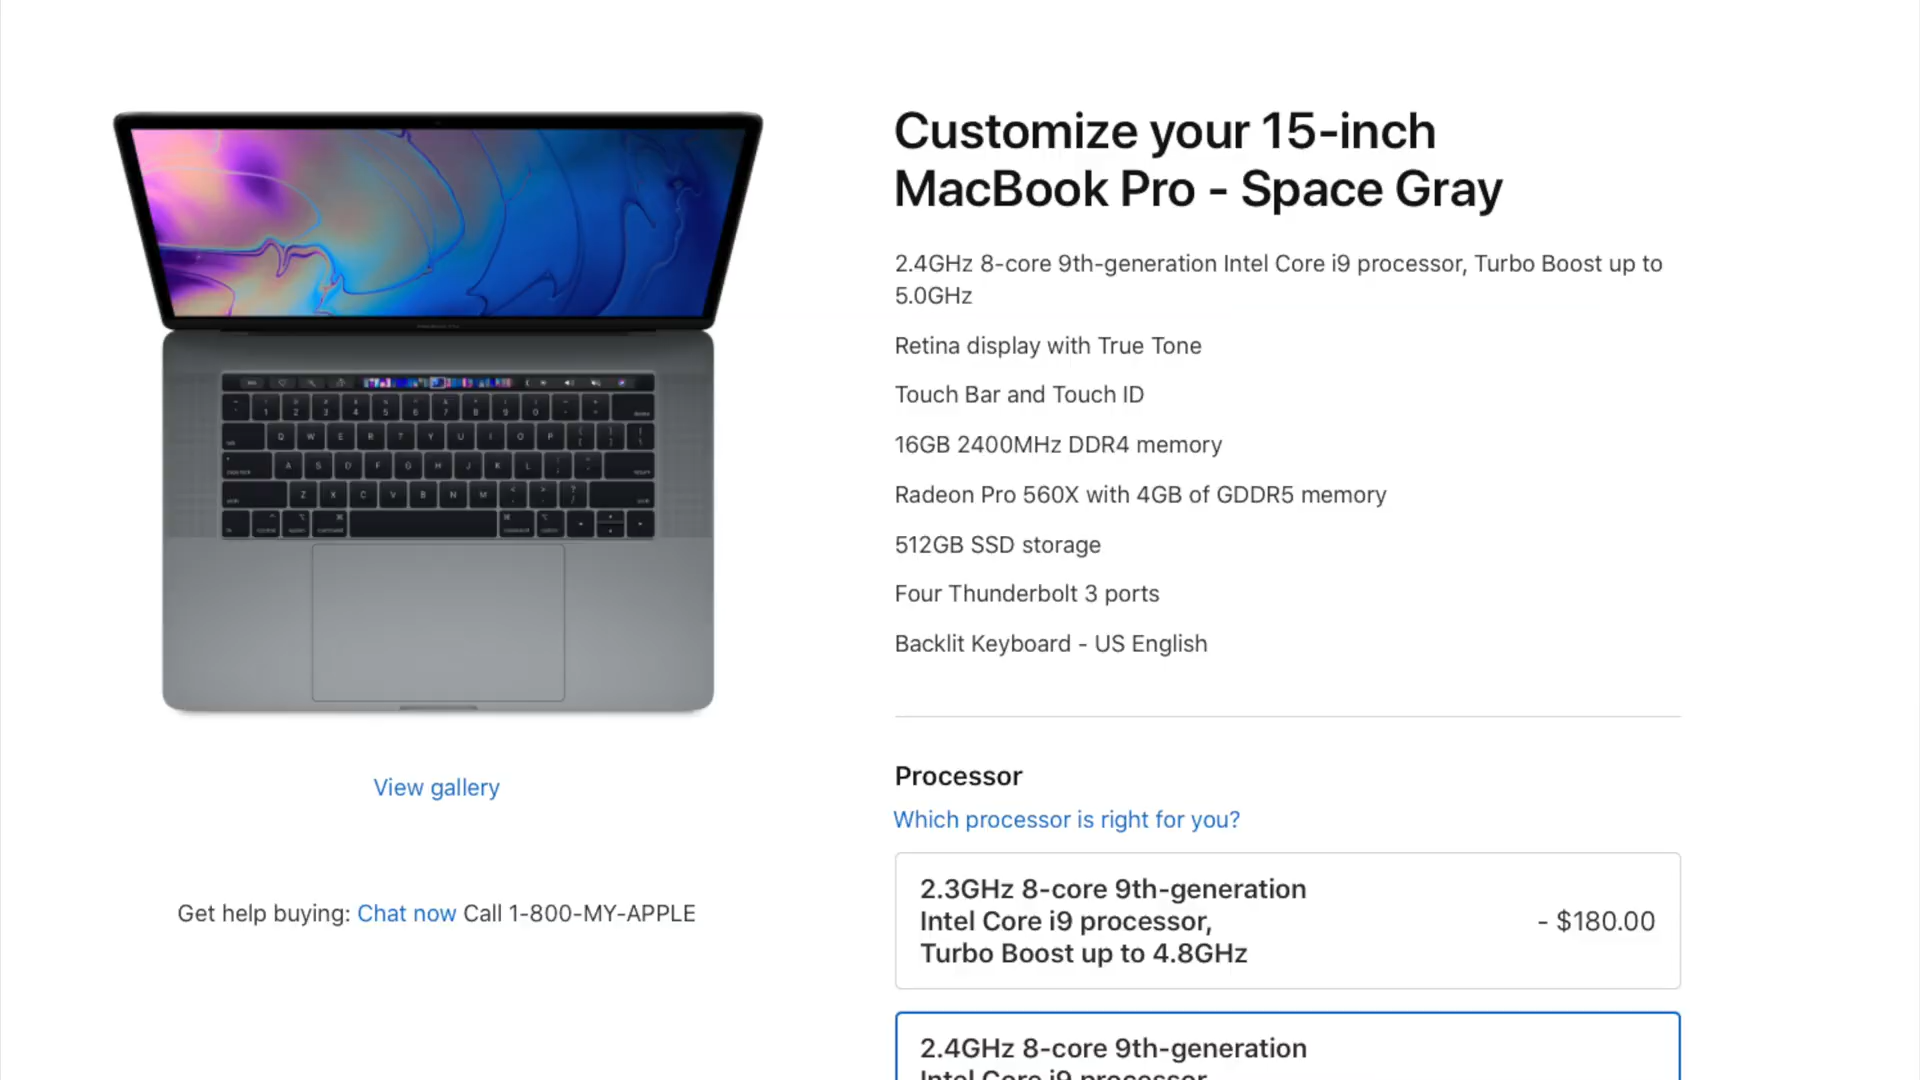 Customize your 15-inch
MacBook Pro - Space Gray
2.4GHz 8-core 9th-generation Intel Core i9 processor, Turbo Boost up to
5.0GHz
Retina display with True Tone
Touch Bar and Touch ID
16GB 2400MHz DDR4 memory
Radeon Pro 560X with 4GB of GDDR5 memory
512GB SSD storage
Four Thunderbolt 3 ports
Backlit Keyboard - US English
View gallery
Get help buying: Chat now Call 1-800-MY-APPLE
Processor
Which processor is right for you?
2.3GHz 8-core 9th-generation
Intel Core i9 processor,
Turbo Boost up to 4.8GHz
- $180.00
2.4GHz 8-core 9th-generation
Intel Core i9 processor